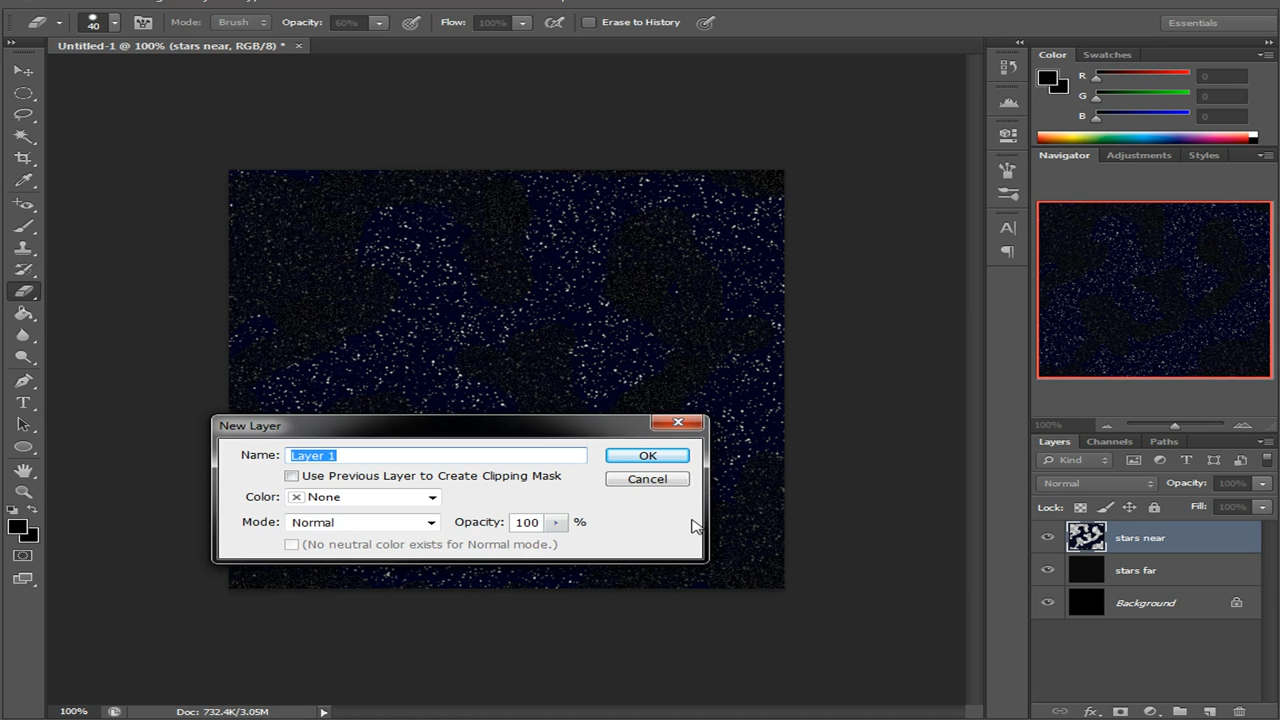 40
Mode:
Brush
Opacity:
60%
Flow:
100%
Erase to History
Essentials
Untitled-1 @ 100% (stars near, RGB/8) *
Color
Swatches
R
0
G
0
B
0
Navigator
Adjustments
Styles
100%
New Layer
Name:
Layer 1
OK
Use Previous Layer to Create Clipping Mask
Cancel
Color:
None
Mode:
Normal
Opacity:
100
%
(No neutral color exists for Normal mode.)
Layers
Channels
Paths
Kind
Normal
Opacity:
100%
Lock:
Fill:
100%
stars near
stars far
Background
100%
Doc: 732.4K/3.05M